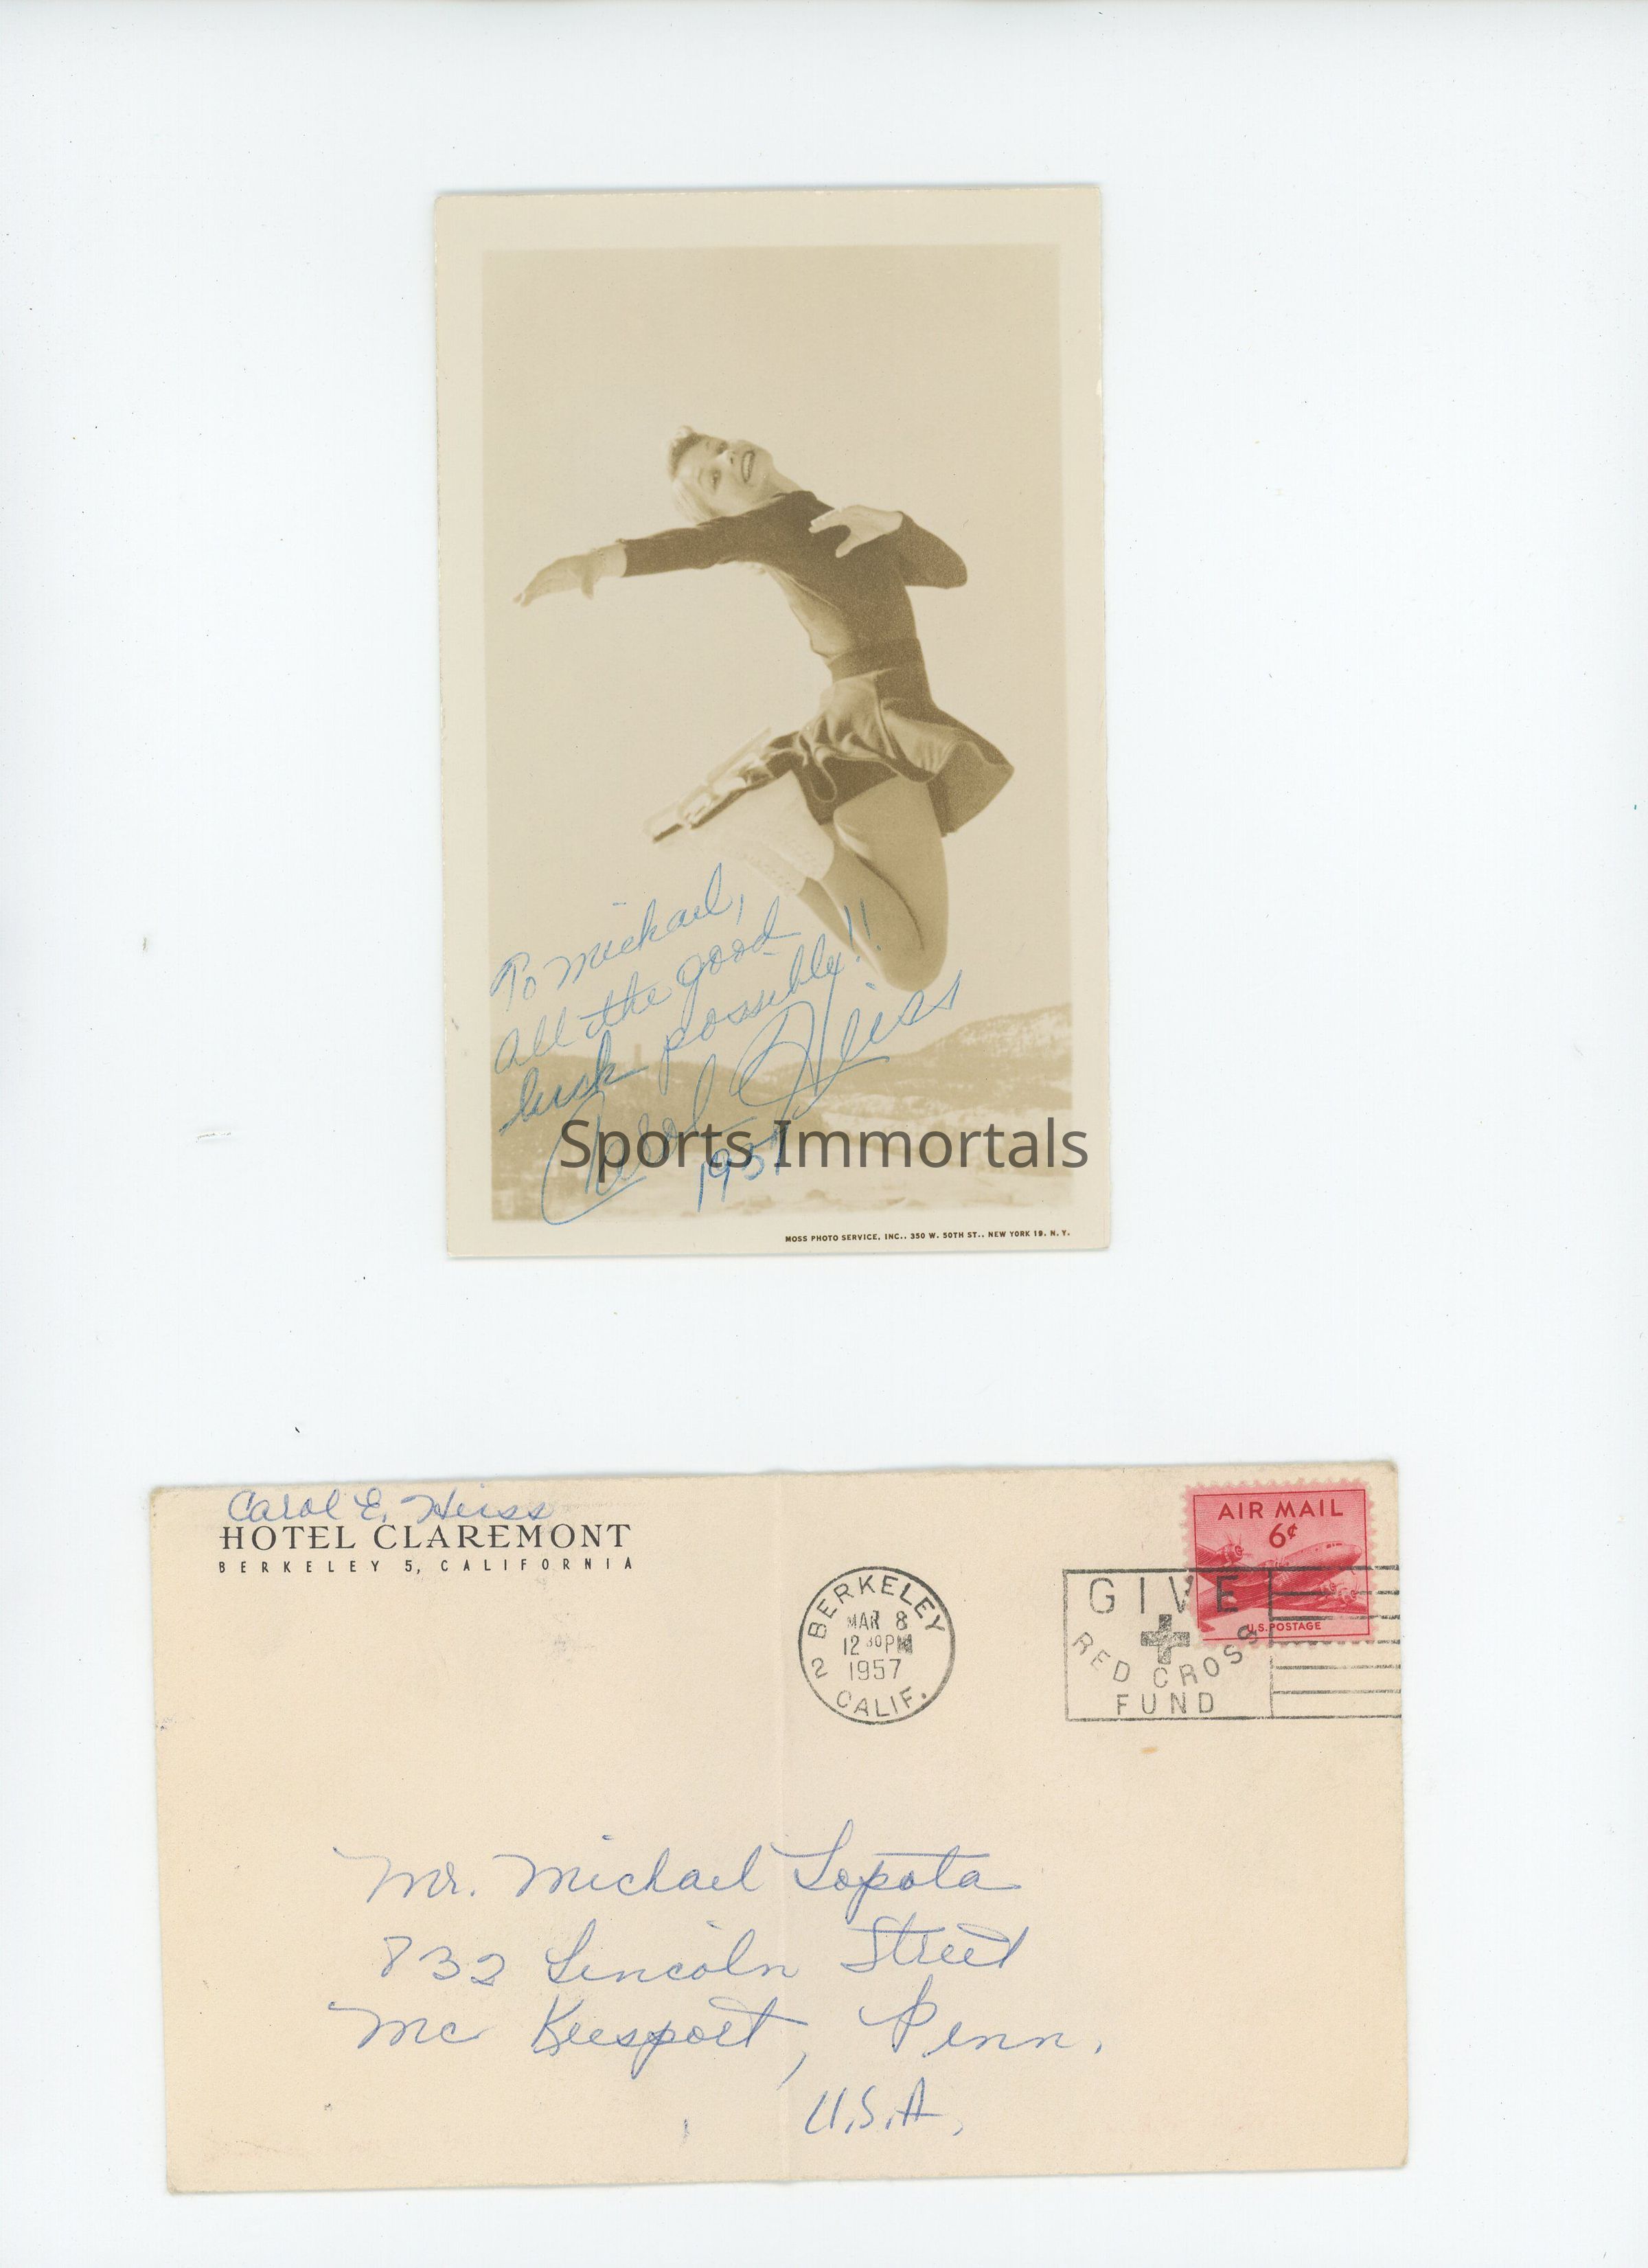 To Michael,
all the good
luck possible!!
Carol Heiss
1957
Sports Immortals
MOSS PHOTO SERVICE, INC., 350 W. 50TH ST., NEW YORK 19, N. Y.
Carol E. Heiss
HOTEL CLAREMONT
BERKELEY 5, CALIFORNIA
AIR MAIL
6¢
U.S. POSTAGE
BERKELEY
MAR 8
12 30 PM
1957
2 CALIF.
GIVE
RED CROSS
FUND
Mr. Michael Lopota
832 Lincoln Street
Mc Keesport, Penn.
U.S.A.